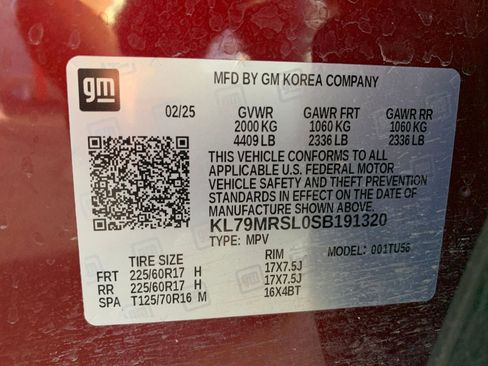 gm
MFD BY GM KOREA COMPANY
02/25 GVWR GAWR FRT GAWR RR
2000 KG 1060 KG 1060 KG
4409 LB 2336 LB 2336 LB
THIS VEHICLE CONFORMS TO ALL
APPLICABLE U.S. FEDERAL MOTOR
VEHICLE SAFETY AND THEFT PREVENTION
STANDARDS IN EFFECT ON THE DATE OF
MANUFACTURE SHOWN ABOVE.
KL79MRSL0SB191320
TYPE: MPV MODEL: 001TU56
TIRE SIZE RIM
FRT 225/60R17 H 17X7.5J
RR 225/60R17 H 17X7.5J
SPA T125/70R16 M 16X4BT